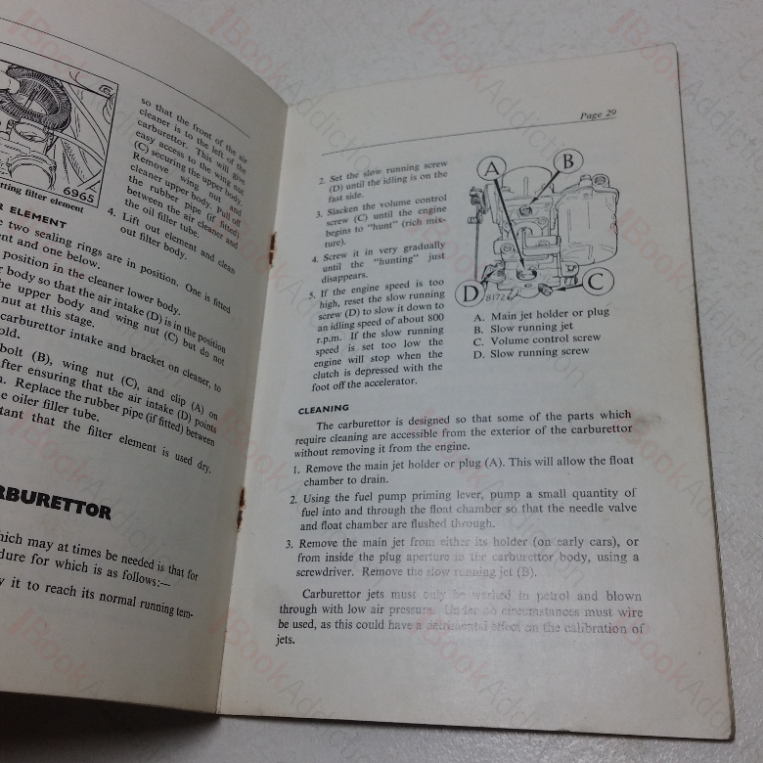 6965
tting filter element
R ELEMENT
e two sealing rings are in position. One is fitted
ent and one below.
position in the cleaner lower body.
body so that the air intake (D) is in the position
he upper body and wing nut (C) but do not
nut at this stage.
carburettor intake and bracket on cleaner, to
old.
bolt (B), wing nut (C), and clip (A) on
fter ensuring that the air intake (D) points
n. Replace the rubber pipe (if fitted) between
e oiler filler tube.
tant that the filter element is used dry.
so that the front of the air
cleaner is to the left of the
carburettor. This will give
easy access to the wing nut
(C) securing the upper body.
Remove wing nut and
cleaner upper body. Pull off
the rubber pipe (if fitted)
between the air cleaner and
the oil filler tube.
4. Lift out element and clean
out filter body.
RBURETTOR
hich may at times be needed is that for
dure for which is as follows:—
w it to reach its normal running tem-
Page 29
2. Set the slow running screw
(D) until the idling is on the
fast side.
3. Slacken the volume control
screw (C) until the engine
begins to "hunt" (rich mix-
ture).
4. Screw it in very gradually
until the "hunting" just
disappears.
5. If the engine speed is too
high, reset the slow running
screw (D) to slow it down to
an idling speed of about 800
r.p.m. If the slow running
speed is set too low the
engine will stop when the
clutch is depressed with the
foot off the accelerator.
A
B
C
D
8172
A. Main jet holder or plug
B. Slow running jet
C. Volume control screw
D. Slow running screw
CLEANING
The carburettor is designed so that some of the parts which
require cleaning are accessible from the exterior of the carburettor
without removing it from the engine.
1. Remove the main jet holder or plug (A). This will allow the float
chamber to drain.
2. Using the fuel pump priming lever, pump a small quantity of
fuel into and through the float chamber so that the needle valve
and float chamber are flushed through.
3. Remove the main jet from either its holder (on early cars), or
from inside the plug aperture in the carburettor body, using a
screwdriver. Remove the slow running jet (B).
Carburettor jets must only be washed in petrol and blown
through with low air pressure. Under no circumstances must wire
be used, as this could have a detrimental effect on the calibration of
jets.
BookAddiction